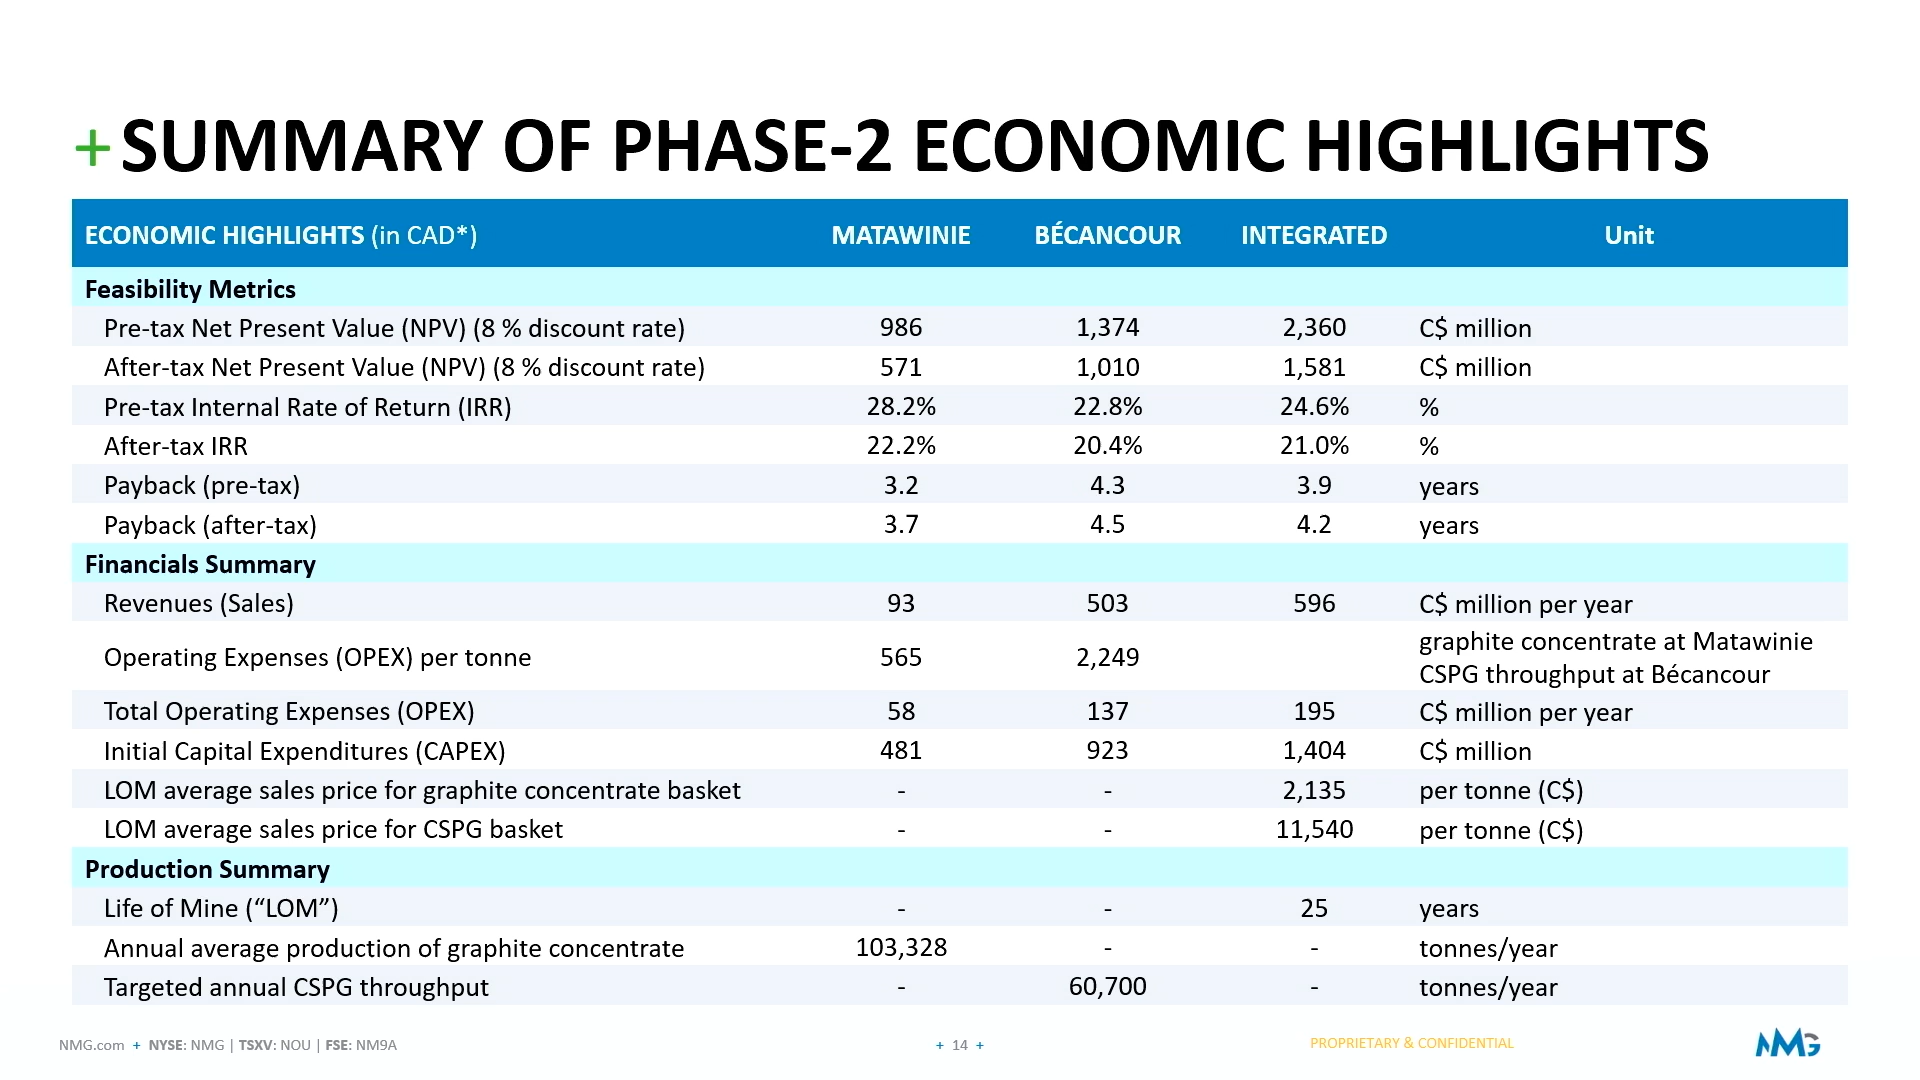 + SUMMARY OF PHASE-2 ECONOMIC HIGHLIGHTS
ECONOMIC HIGHLIGHTS (in CAD*) MATAWINIE BÉCANCOUR INTEGRATED Unit
Feasibility Metrics
Pre-tax Net Present Value (NPV) (8 % discount rate) 986 1,374 2,360 C$ million
After-tax Net Present Value (NPV) (8 % discount rate) 571 1,010 1,581 C$ million
Pre-tax Internal Rate of Return (IRR) 28.2% 22.8% 24.6% %
After-tax IRR 22.2% 20.4% 21.0% %
Payback (pre-tax) 3.2 4.3 3.9 years
Payback (after-tax) 3.7 4.5 4.2 years
Financials Summary
Revenues (Sales) 93 503 596 C$ million per year
Operating Expenses (OPEX) per tonne 565 2,249 graphite concentrate at Matawinie
CSPG throughput at Bécancour
Total Operating Expenses (OPEX) 58 137 195 C$ million per year
Initial Capital Expenditures (CAPEX) 481 923 1,404 C$ million
LOM average sales price for graphite concentrate basket - - 2,135 per tonne (C$)
LOM average sales price for CSPG basket - - 11,540 per tonne (C$)
Production Summary
Life of Mine (“LOM”) - - 25 years
Annual average production of graphite concentrate 103,328 - - tonnes/year
Targeted annual CSPG throughput - 60,700 - tonnes/year
NMG.com + NYSE: NMG | TSXV: NOU | FSE: NM9A + 14 + PROPRIETARY & CONFIDENTIAL NMG